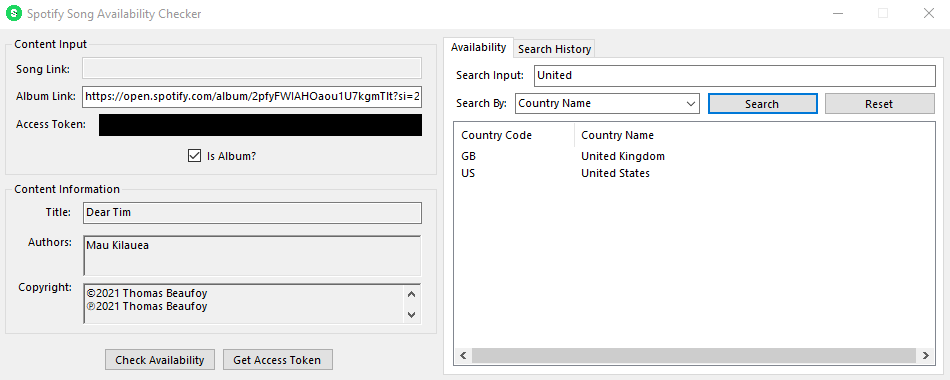 Spotify Song Availability Checker
Content Input
Song Link:
Album Link: https://open.spotify.com/album/2pfyFWIAHOaou1U7kgmTlt?si=2
Access Token:
Is Album?
Content Information
Title: Dear Tim
Authors: Mau Kilauea
Copyright: ©2021 Thomas Beaufoy
℗2021 Thomas Beaufoy
Check Availability Get Access Token
Availability Search History
Search Input: United
Search By: Country Name Search Reset
Country Code Country Name
GB United Kingdom
US United States